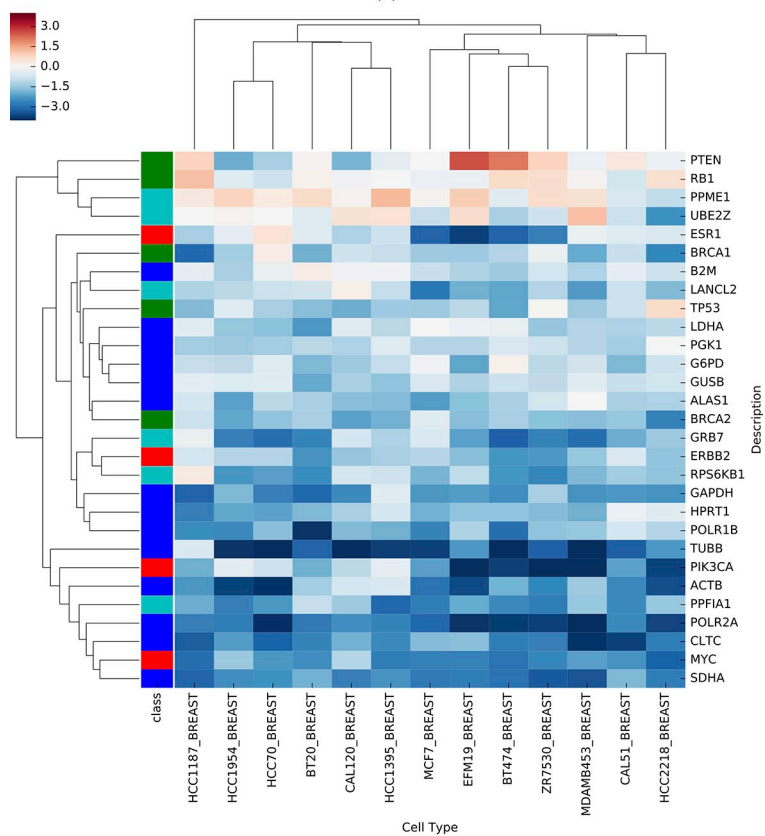 3.0
1.5
0.0
−1.5
−3.0
PTEN
RB1
PPME1
UBE2Z
ESR1
BRCA1
B2M
LANCL2
TP53
LDHA
PGK1
G6PD
GUSB
ALAS1
BRCA2
GRB7
ERBB2
RPS6KB1
GAPDH
HPRT1
POLR1B
TUBB
PIK3CA
ACTB
PPFIA1
POLR2A
CLTC
MYC
SDHA
Description
class
HCC1187_BREAST
HCC1954_BREAST
HCC70_BREAST
BT20_BREAST
CAL120_BREAST
HCC1395_BREAST
MCF7_BREAST
EFM19_BREAST
BT474_BREAST
ZR7530_BREAST
MDAMB453_BREAST
CAL51_BREAST
HCC2218_BREAST
Cell Type